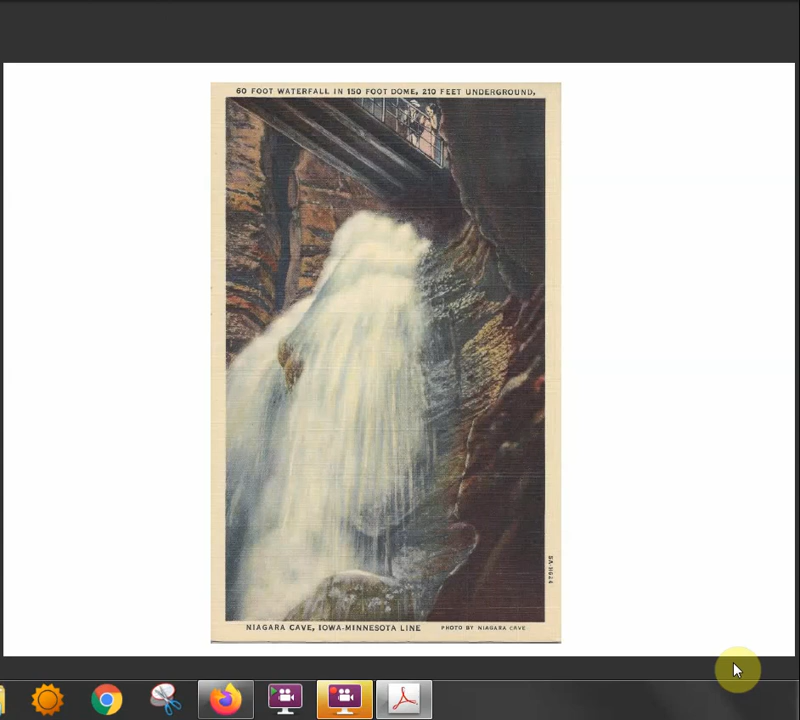 60 FOOT WATERFALL IN 150 FOOT DOME, 210 FEET UNDERGROUND,
NIAGARA CAVE, IOWA-MINNESOTA LINE
PHOTO BY NIAGARA CAVE